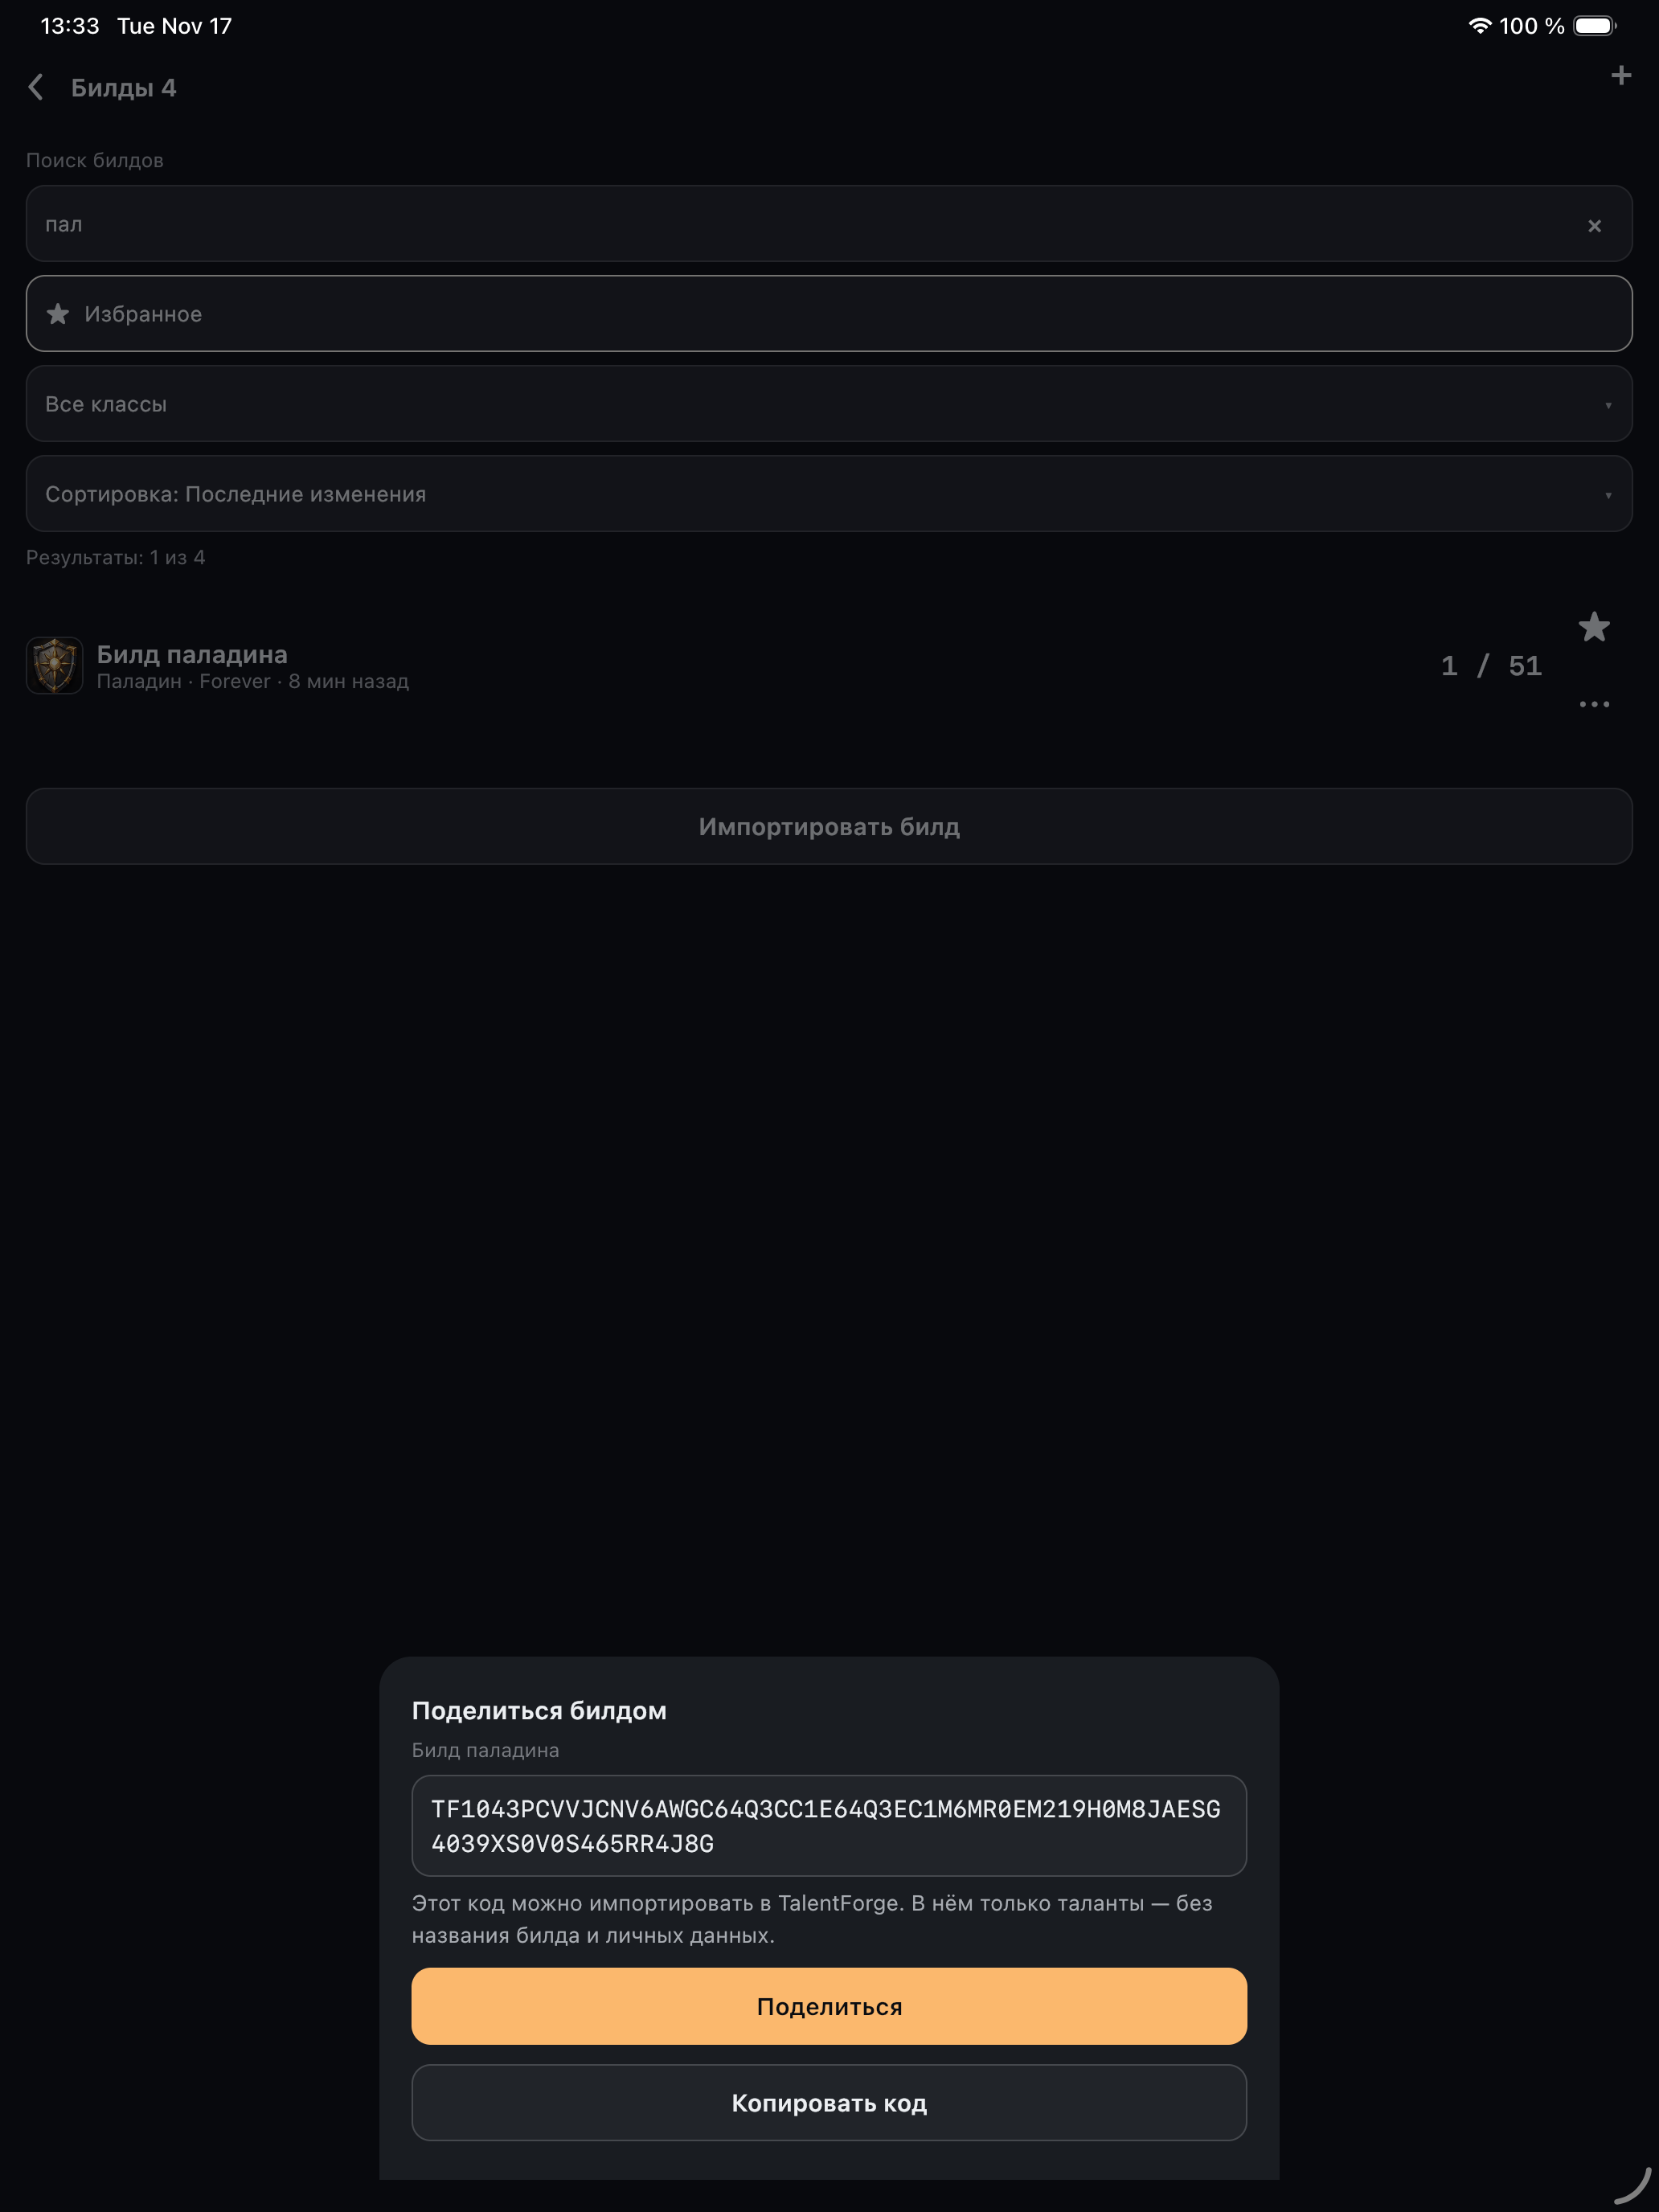 13:33 Tue Nov 17
100 %
Билды 4
+
Поиск билдов
пал
×
★ Избранное
Все классы
Сортировка: Последние изменения
Результаты: 1 из 4
Билд паладина
Паладин · Forever · 8 мин назад
1 / 51
Импортировать билд
Поделиться билдом
Билд паладина
TF1043PCVVJCNV6AWGC64Q3CC1E64Q3EC1M6MR0EM219H0M8JAESG
4039XS0V0S465RR4J8G
Этот код можно импортировать в TalentForge. В нём только таланты — без
названия билда и личных данных.
Поделиться
Копировать код